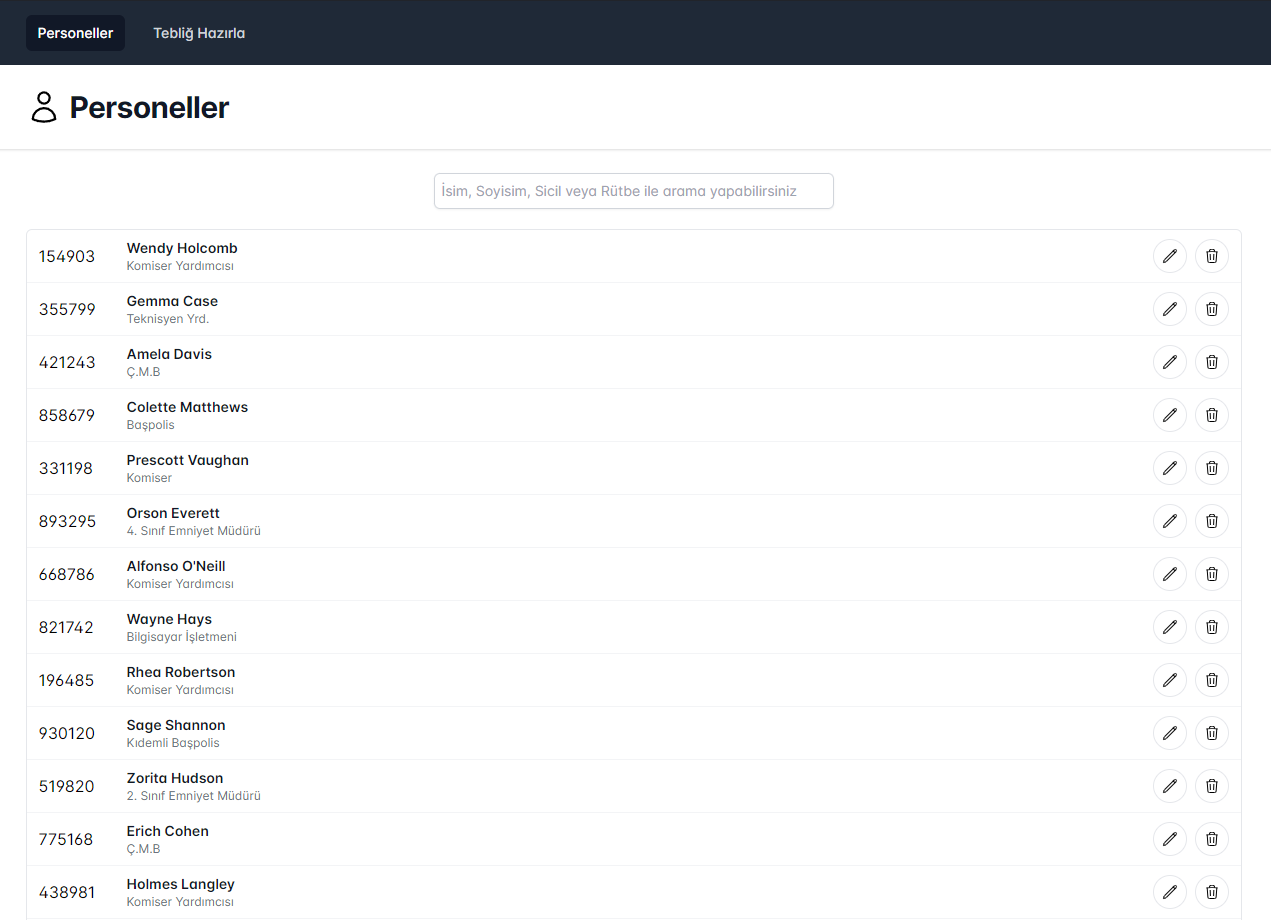 Personeller Tebliğ Hazırla
Personeller
İsim, Soyisim, Sicil veya Rütbe ile arama yapabilirsiniz
154903 Wendy Holcomb
Komiser Yardımcısı
355799 Gemma Case
Teknisyen Yrd.
421243 Amela Davis
Ç.M.B
858679 Colette Matthews
Başpolis
331198 Prescott Vaughan
Komiser
893295 Orson Everett
4. Sınıf Emniyet Müdürü
668786 Alfonso O'Neill
Komiser Yardımcısı
821742 Wayne Hays
Bilgisayar İşletmeni
196485 Rhea Robertson
Komiser Yardımcısı
930120 Sage Shannon
Kıdemli Başpolis
519820 Zorita Hudson
2. Sınıf Emniyet Müdürü
775168 Erich Cohen
Ç.M.B
438981 Holmes Langley
Komiser Yardımcısı